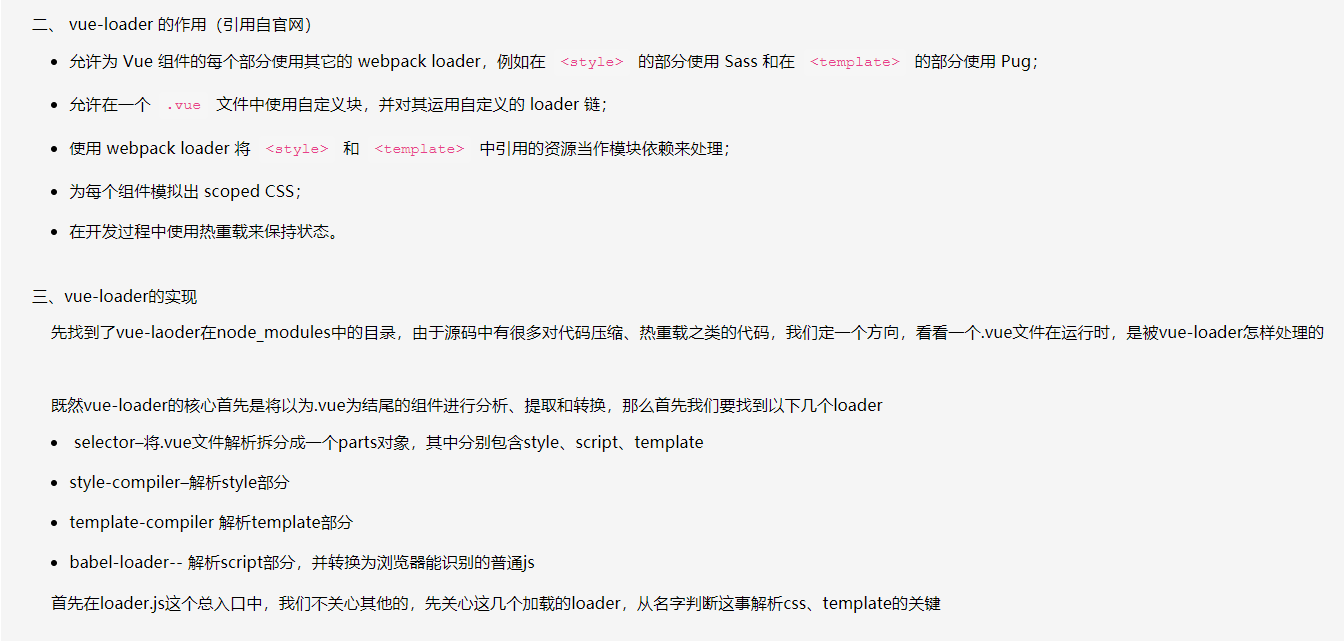 二、 vue-loader 的作用（引用自官网）
• 允许为 Vue 组件的每个部分使用其它的 webpack loader，例如在 <style> 的部分使用 Sass 和在 <template> 的部分使用 Pug；
• 允许在一个 .vue 文件中使用自定义块，并对其运用自定义的 loader 链；
• 使用 webpack loader 将 <style> 和 <template> 中引用的资源当作模块依赖来处理；
• 为每个组件模拟出 scoped CSS；
• 在开发过程中使用热重载来保持状态。
三、vue-loader的实现
先找到了vue-laoder在node_modules中的目录，由于源码中有很多对代码压缩、热重载之类的代码，我们定一个方向，看看一个.vue文件在运行时，是被vue-loader怎样处理的
既然vue-loader的核心首先是将以为.vue为结尾的组件进行分析、提取和转换，那么首先我们要找到以下几个loader
• selector–将.vue文件解析拆分成一个parts对象，其中分别包含style、script、template
• style-compiler–解析style部分
• template-compiler 解析template部分
• babel-loader-- 解析script部分，并转换为浏览器能识别的普通js
首先在loader.js这个总入口中，我们不关心其他的，先关心这几个加载的loader，从名字判断这事解析css、template的关键